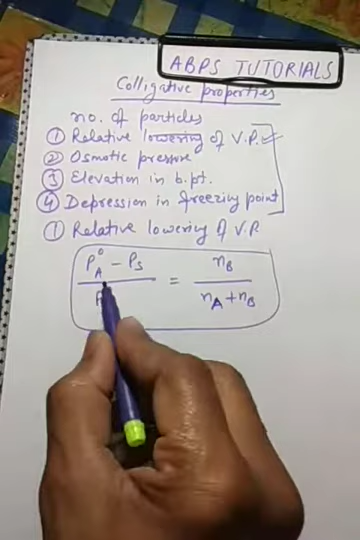 ABPS TUTORIALS
Colligative properties
no. of particles
① Relative lowering of V.P.
② Osmotic pressure
③ Elevation in b.pt.
④ Depression in freezing point
① Relative lowering of V.P
P°A - Ps / P = nB / nA + nB